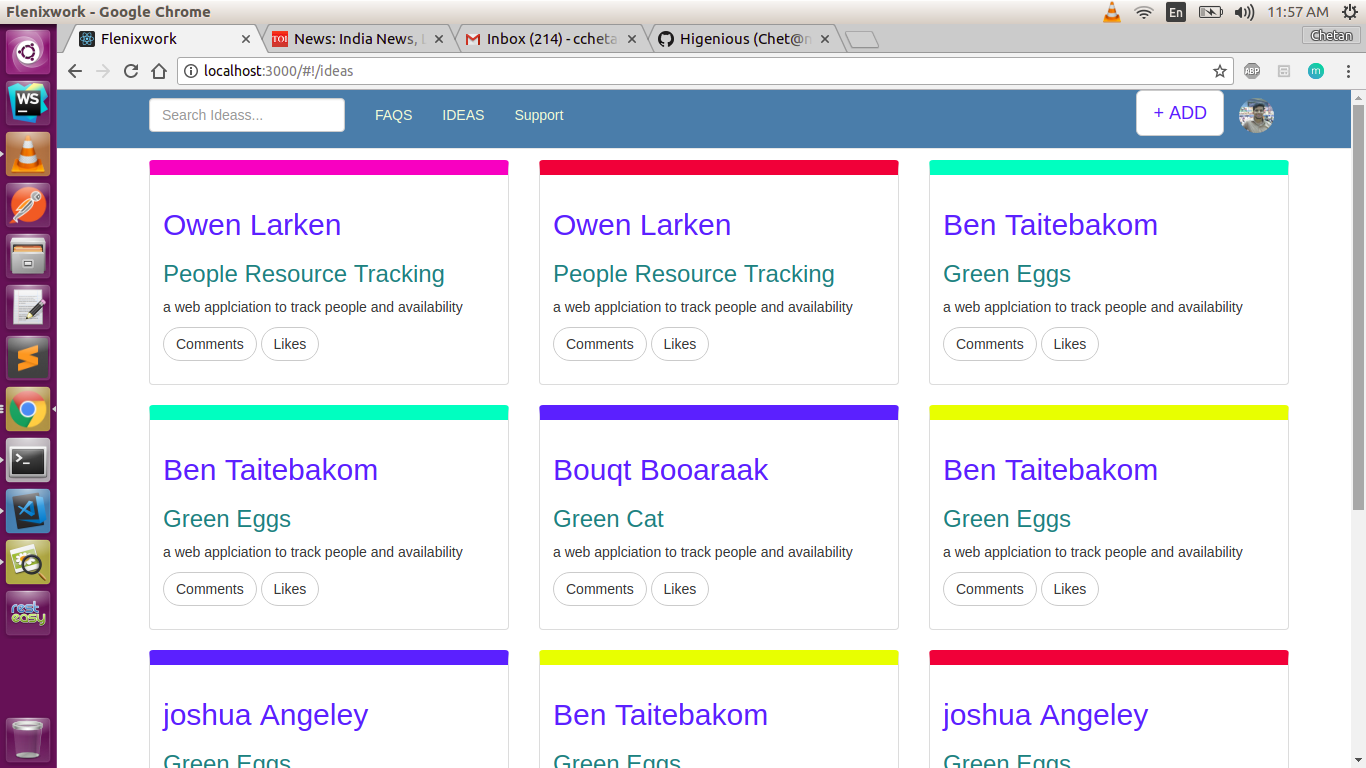 Flenixwork - Google Chrome
En
11:57 AM
Flenixwork
TOI
News: India News, L
Inbox (214) - ccheta
Higenious (Chet@n
Chetan
localhost:3000/#!/ideas
ABP
m
Search Ideass...
FAQS
IDEAS
Support
+ ADD
WS
Owen Larken
People Resource Tracking
a web applciation to track people and availability
Comments
Likes
Owen Larken
People Resource Tracking
a web applciation to track people and availability
Comments
Likes
Ben Taitebakom
Green Eggs
a web applciation to track people and availability
Comments
Likes
Ben Taitebakom
Green Eggs
a web applciation to track people and availability
Comments
Likes
Bouqt Booaraak
Green Cat
a web applciation to track people and availability
Comments
Likes
Ben Taitebakom
Green Eggs
a web applciation to track people and availability
Comments
Likes
rest
easy
joshua Angeley
Green Eggs
Ben Taitebakom
Green Eggs
joshua Angeley
Green Eggs